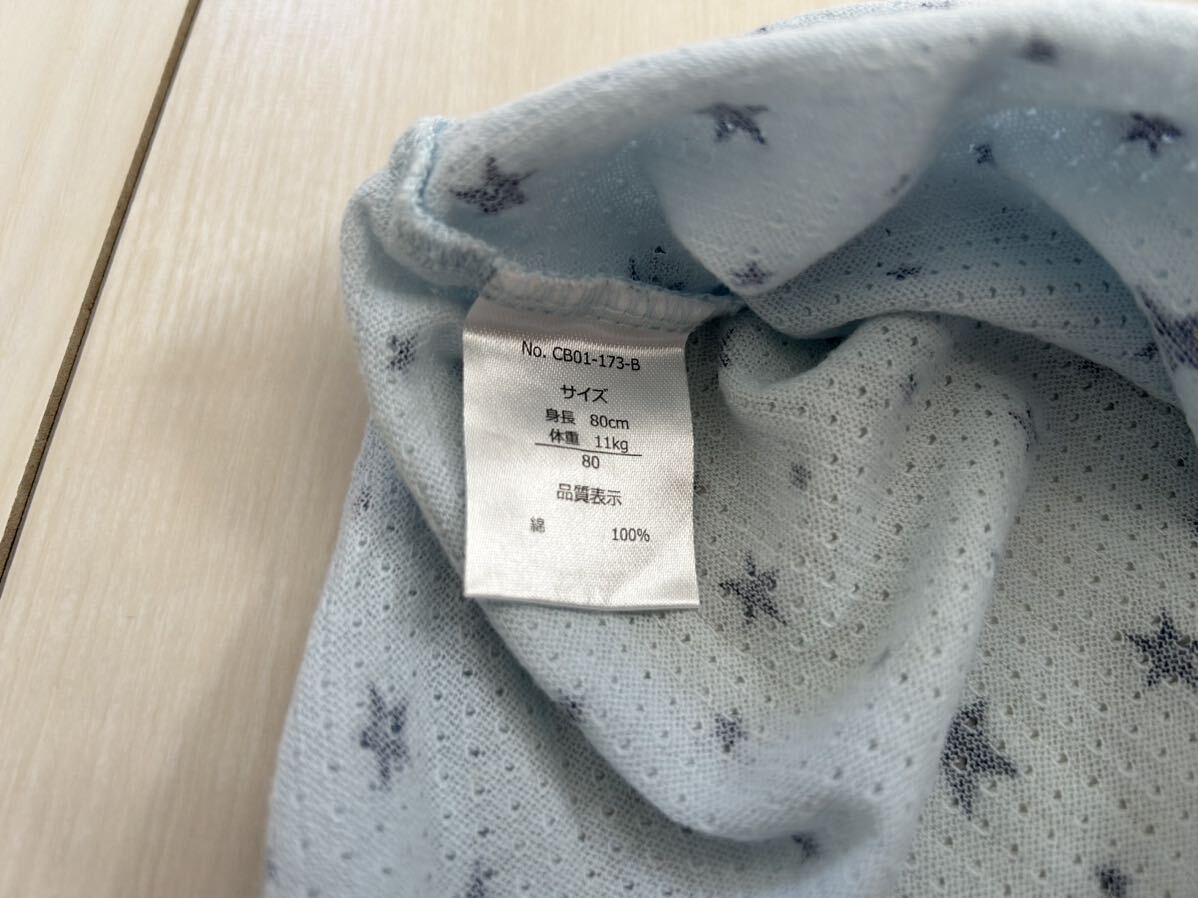 No. CB01-173-B
サイズ
身長 80cm
体重 11kg
80
品質表示
綿 100%